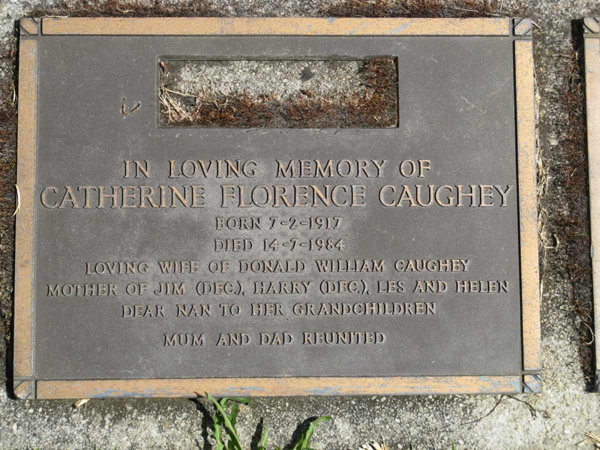 IN LOVING MEMORY OF
CATHERINE FLORENCE CAUGHEY
BORN 7-2-1917
DIED 14-7-1984
LOVING WIFE OF DONALD WILLIAM CAUGHEY
MOTHER OF JIM (DEC), HARRY (DEC), LES AND HELEN
DEAR NAN TO HER GRANDCHILDREN
MUM AND DAD REUNITED